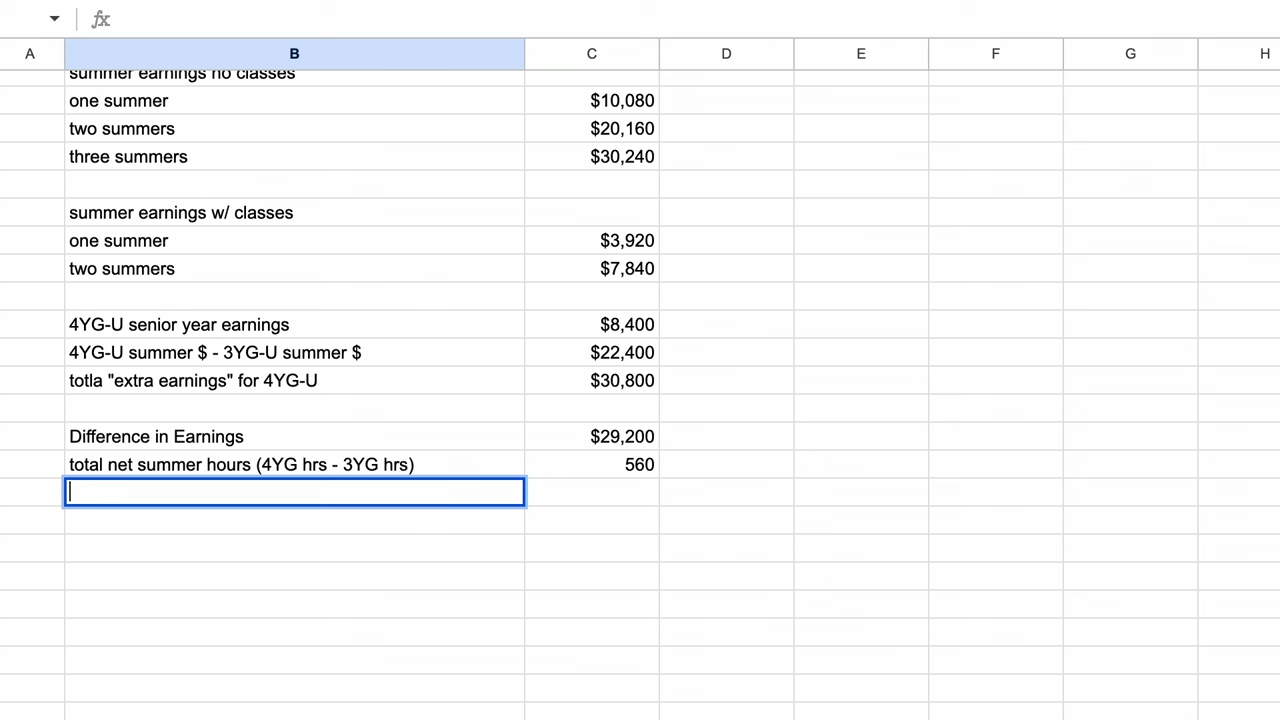 fx
A B C D E F G H
summer earnings no classes
one summer $10,080
two summers $20,160
three summers $30,240
summer earnings w/ classes
one summer $3,920
two summers $7,840
4YG-U senior year earnings $8,400
4YG-U summer $ - 3YG-U summer $ $22,400
totla "extra earnings" for 4YG-U $30,800
Difference in Earnings $29,200
total net summer hours (4YG hrs - 3YG hrs) 560